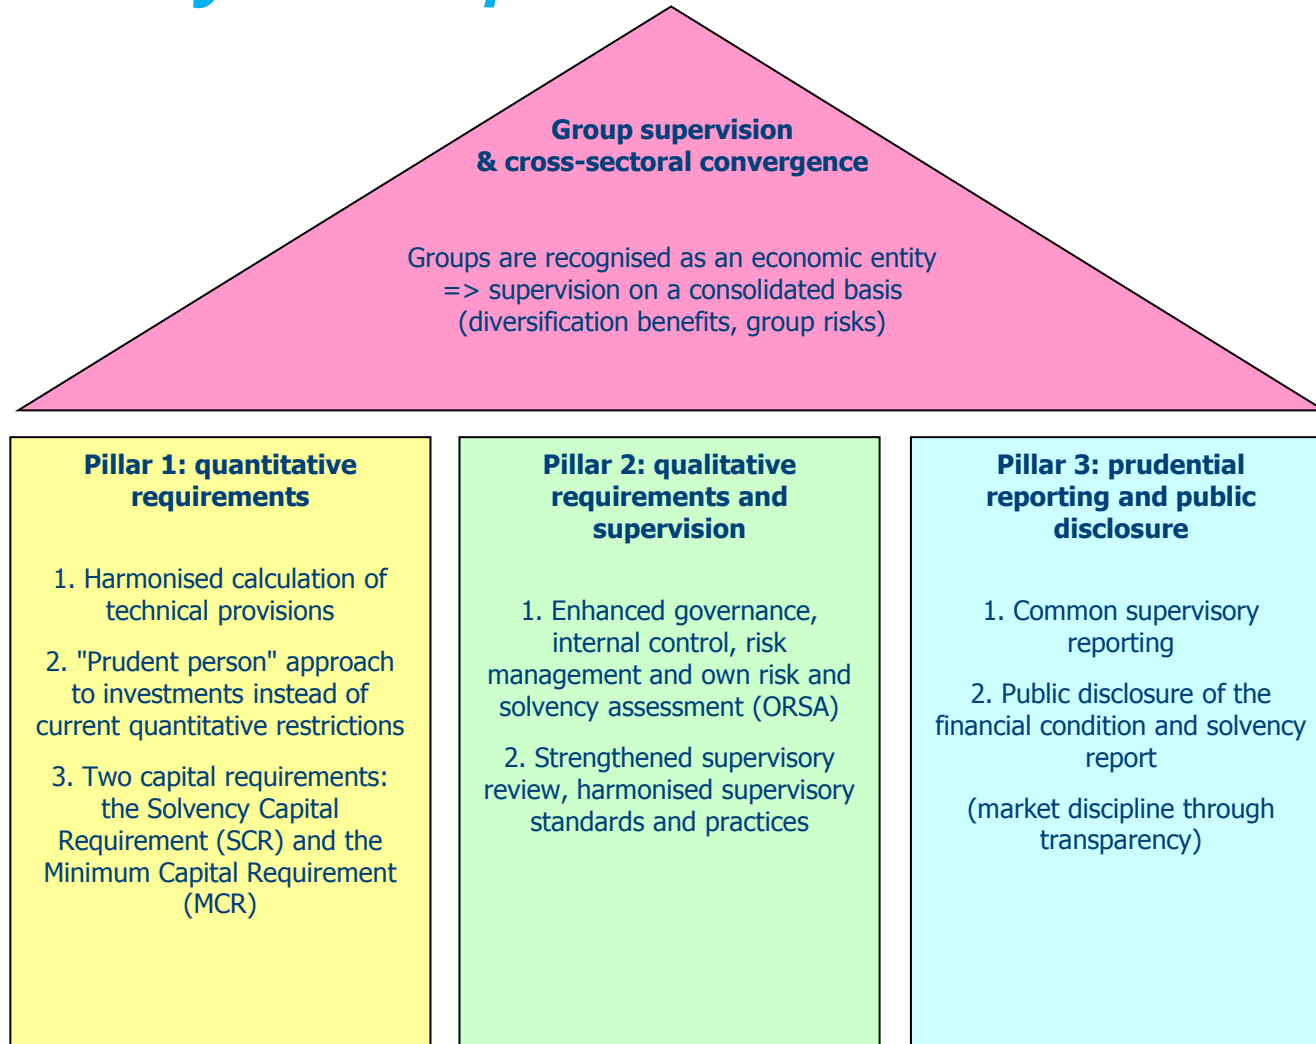 Group supervision
& cross-sectoral convergence
Groups are recognised as an economic entity
=> supervision on a consolidated basis
(diversification benefits, group risks)
Pillar 1: quantitative
requirements
1. Harmonised calculation of
technical provisions
2. "Prudent person" approach
to investments instead of
current quantitative restrictions
3. Two capital requirements:
the Solvency Capital
Requirement (SCR) and the
Minimum Capital Requirement
(MCR)
Pillar 2: qualitative
requirements and
supervision
1. Enhanced governance,
internal control, risk
management and own risk and
solvency assessment (ORSA)
2. Strengthened supervisory
review, harmonised supervisory
standards and practices
Pillar 3: prudential
reporting and public
disclosure
1. Common supervisory
reporting
2. Public disclosure of the
financial condition and solvency
report
(market discipline through
transparency)